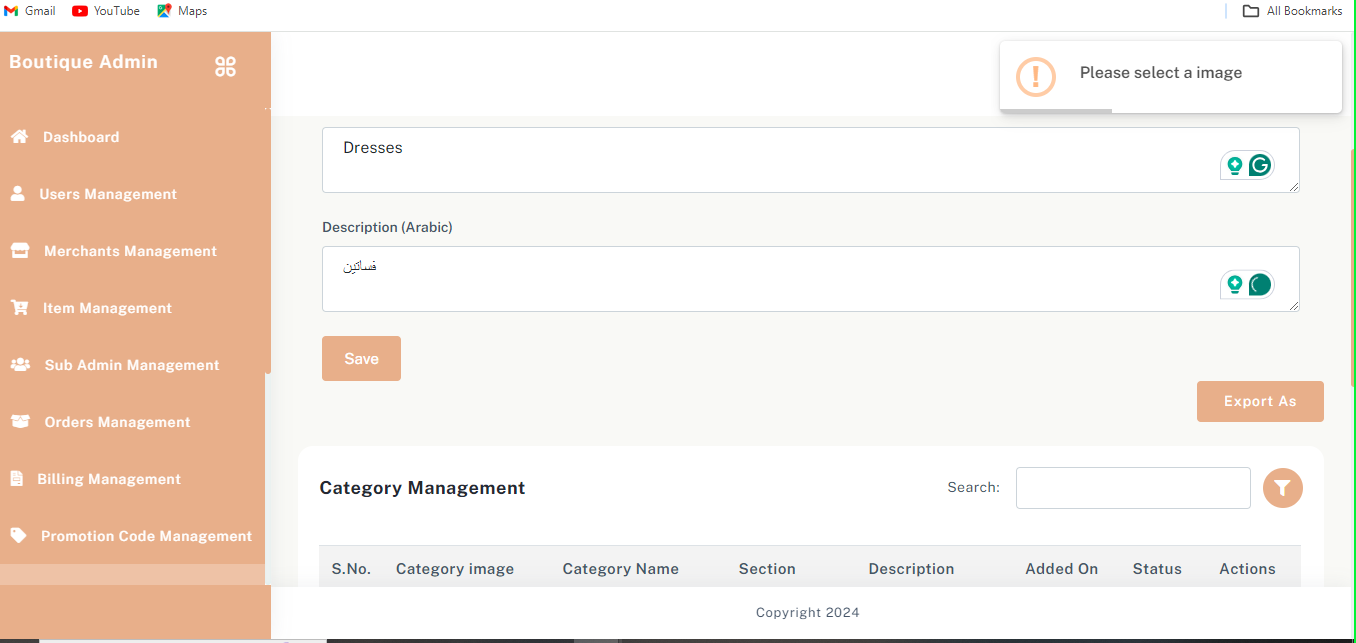 Gmail YouTube Maps All Bookmarks
Boutique Admin
Please select a image
Dashboard
Users Management
Merchants Management
Item Management
Sub Admin Management
Orders Management
Billing Management
Promotion Code Management
Dresses
Description (Arabic)
فساتين
Save
Export As
Category Management Search:
S.No. Category image Category Name Section Description Added On Status Actions
Copyright 2024